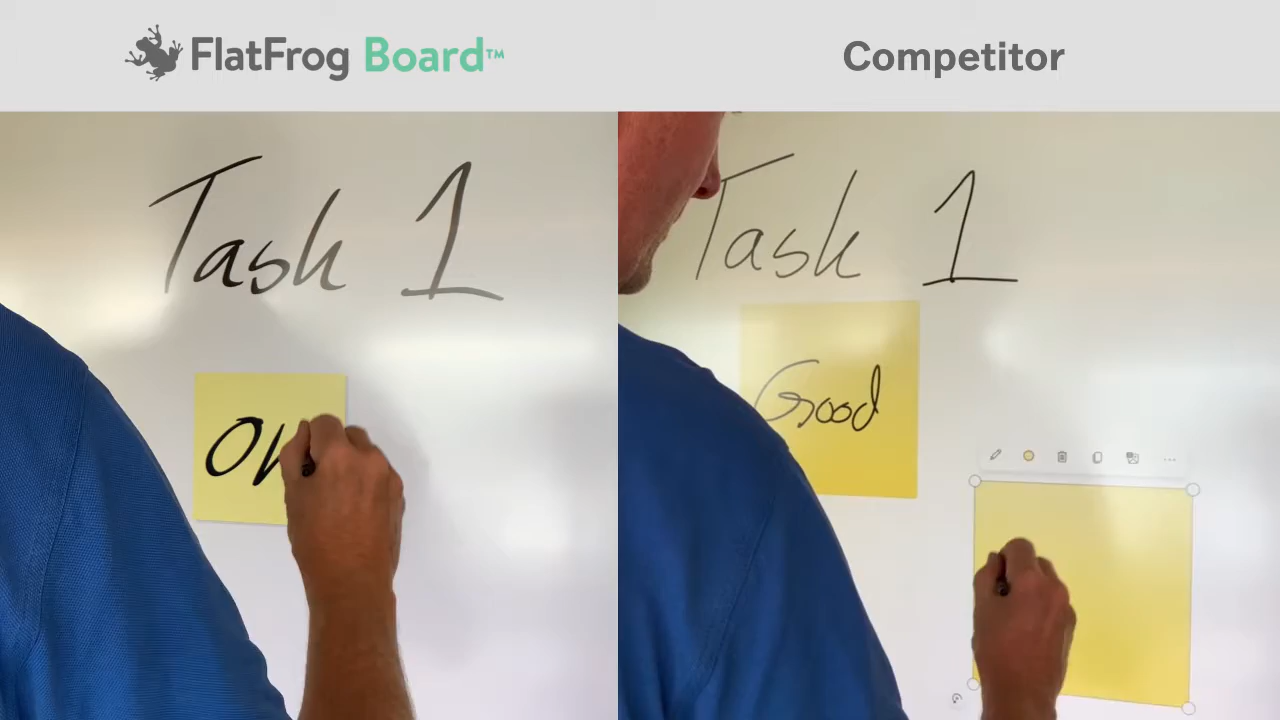 FlatFrog Board™
Competitor
Task 1
Task 1
Good